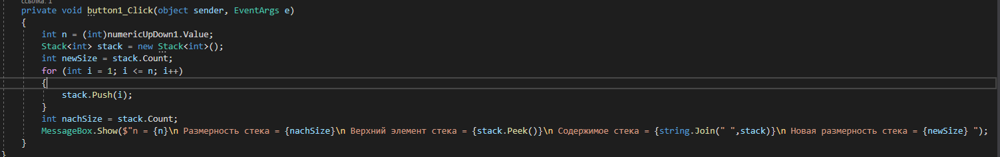 ссылка: 1
private void button1_Click(object sender, EventArgs e)
{
int n = (int)numericUpDown1.Value;
Stack<int> stack = new Stack<int>();
int newSize = stack.Count;
for (int i = 1; i <= n; i++)
{
stack.Push(i);
}
int nachSize = stack.Count;
MessageBox.Show($"n = {n}\n Размерность стека = {nachSize}\n Верхний элемент стека = {stack.Peek()}\n Содержимое стека = {string.Join(" ",stack)}\n Новая размерность стека = {newSize} ");
}
}